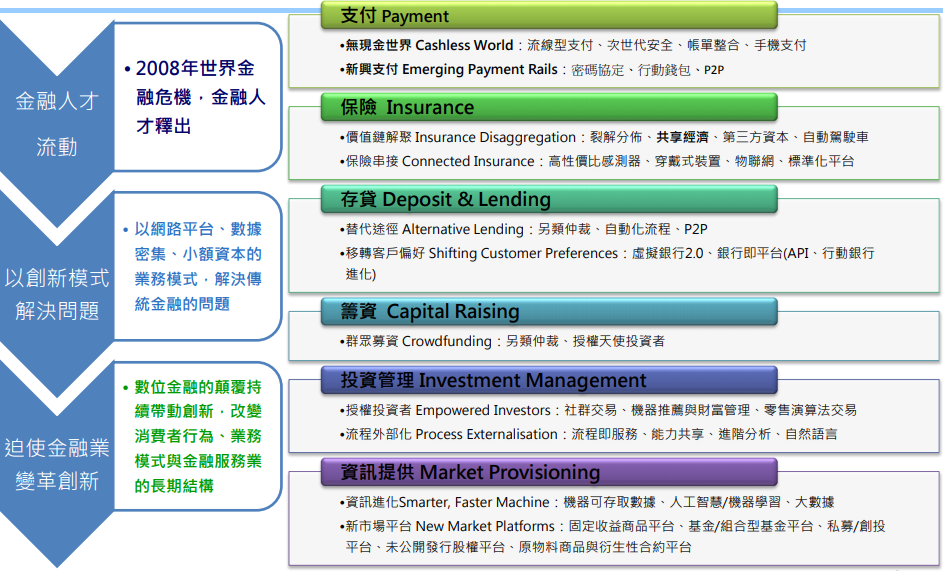 金融人才
流動
• 2008年世界金
融危機，金融人
才釋出
以創新模式
解決問題
• 以網路平台、數據
密集、小額資本的
業務模式，解決傳
統金融的問題
迫使金融業
變革創新
• 數位金融的顛覆持
續帶動創新，改變
消費者行為、業務
模式與金融服務業
的長期結構
支付 Payment
•無現金世界 Cashless World：流線型支付、次世代安全、帳單整合、手機支付
•新興支付 Emerging Payment Rails：密碼協定、行動錢包、P2P
保險 Insurance
•價值鏈解聚 Insurance Disaggregation：裂解分佈、共享經濟、第三方資本、自動駕駛車
•保險串接 Connected Insurance：高性價比感測器、穿戴式裝置、物聯網、標準化平台
存貸 Deposit & Lending
•替代途徑 Alternative Lending：另類仲裁、自動化流程、P2P
•移轉客戶偏好 Shifting Customer Preferences：虛擬銀行2.0、銀行即平台(API、行動銀行
進化)
籌資 Capital Raising
•群眾募資 Crowdfunding：另類仲裁、授權天使投資者
投資管理 Investment Management
•授權投資者 Empowered Investors：社群交易、機器推薦與財富管理、零售演算法交易
•流程外部化 Process Externalisation：流程即服務、能力共享、進階分析、自然語言
資訊提供 Market Provisioning
•資訊進化Smarter, Faster Machine：機器可存取數據、人工智慧/機器學習、大數據
•新市場平台 New Market Platforms：固定收益商品平台、基金/組合型基金平台、私募/創投
平台、未公開發行股權平台、原物料商品與衍生性合約平台